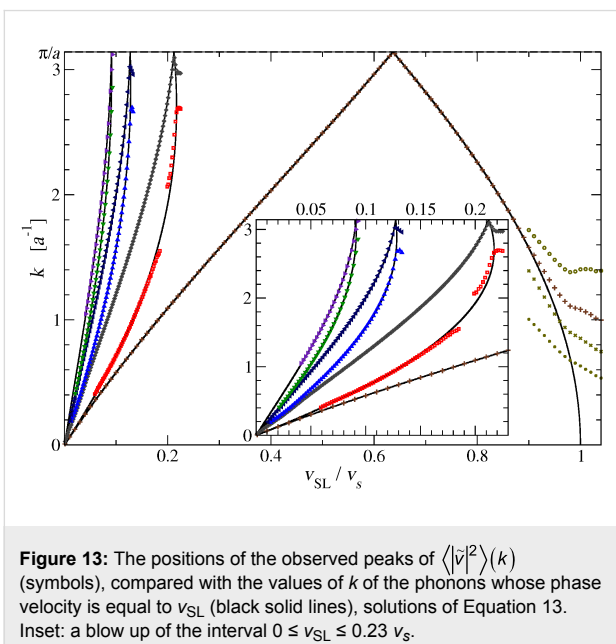 π/a
3
2
1
0
k [a⁻¹]
0.2
0.4
0.6
0.8
1
v_SL / v_s
0.05
0.1
0.15
0.2
3
2
1
0
Figure 13: The positions of the observed peaks of ⟨|ṽ|²⟩(k)
(symbols), compared with the values of k of the phonons whose phase
velocity is equal to v_SL (black solid lines), solutions of Equation 13.
Inset: a blow up of the interval 0 ≤ v_SL ≤ 0.23 v_s.